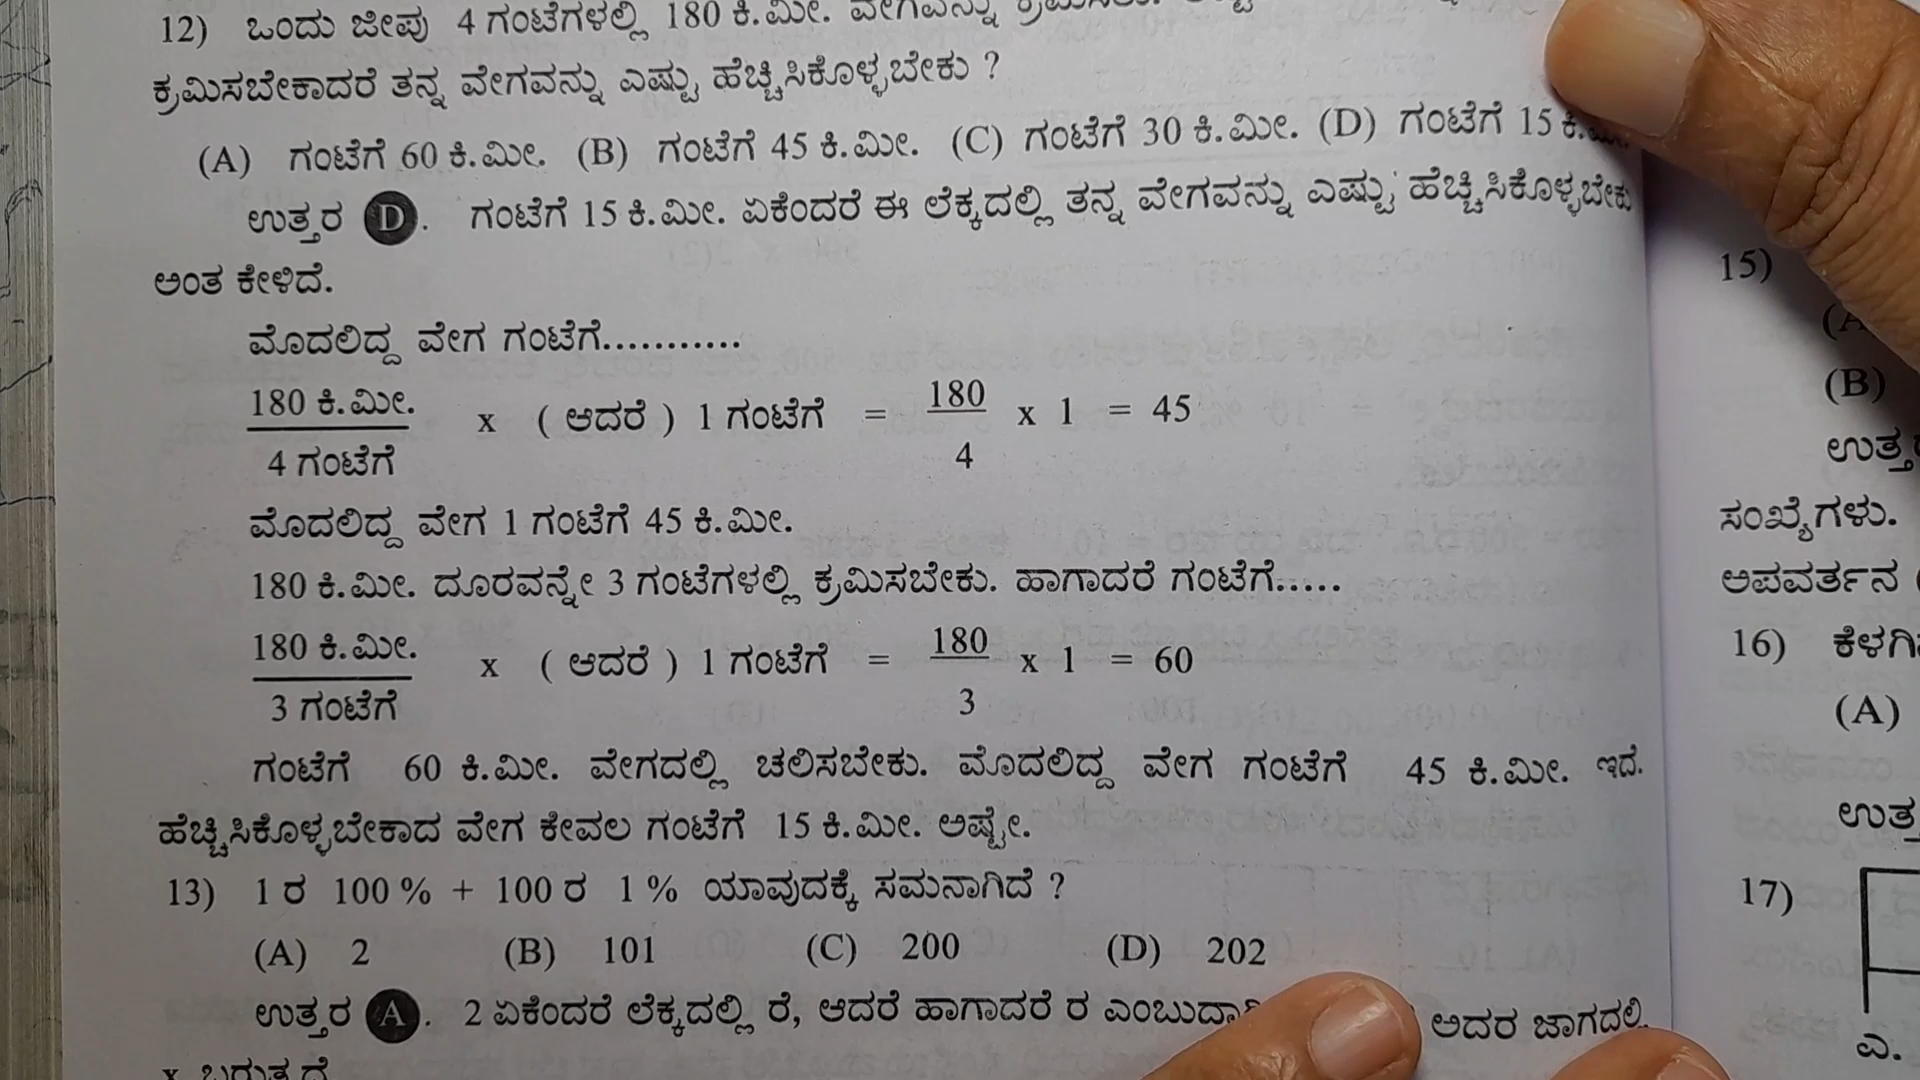 12) ಒಂದು ಜೀಪು 4 ಗಂಟೆಗಳಲ್ಲಿ 180 ಕಿ.ಮೀ. ವೇಗವನ್ನು
ಕ್ರಮಿಸಬೇಕಾದರೆ ತನ್ನ ವೇಗವನ್ನು ಎಷ್ಟು ಹೆಚ್ಚಿಸಿಕೊಳ್ಳಬೇಕು ?
(A) ಗಂಟೆಗೆ 60 ಕಿ.ಮೀ. (B) ಗಂಟೆಗೆ 45 ಕಿ.ಮೀ. (C) ಗಂಟೆಗೆ 30 ಕಿ.ಮೀ. (D) ಗಂಟೆಗೆ 15
ಉತ್ತರ D. ಗಂಟೆಗೆ 15 ಕಿ.ಮೀ. ಏಕೆಂದರೆ ಈ ಲೆಕ್ಕದಲ್ಲಿ ತನ್ನ ವೇಗವನ್ನು ಎಷ್ಟು ಹೆಚ್ಚಿಸಿಕೊಳ್ಳಬೇಕು
ಅಂತ ಕೇಳಿದೆ.
ಮೊದಲಿದ್ದ ವೇಗ ಗಂಟೆಗೆ...........
180 ಕಿ.ಮೀ. / 4 ಗಂಟೆಗೆ x ( ಆದರೆ ) 1 ಗಂಟೆಗೆ = 180 / 4 x 1 = 45
ಮೊದಲಿದ್ದ ವೇಗ 1 ಗಂಟೆಗೆ 45 ಕಿ.ಮೀ.
180 ಕಿ.ಮೀ. ದೂರವನ್ನೇ 3 ಗಂಟೆಗಳಲ್ಲಿ ಕ್ರಮಿಸಬೇಕು. ಹಾಗಾದರೆ ಗಂಟೆಗೆ.....
180 ಕಿ.ಮೀ. / 3 ಗಂಟೆಗೆ x ( ಆದರೆ ) 1 ಗಂಟೆಗೆ = 180 / 3 x 1 = 60
ಗಂಟೆಗೆ 60 ಕಿ.ಮೀ. ವೇಗದಲ್ಲಿ ಚಲಿಸಬೇಕು. ಮೊದಲಿದ್ದ ವೇಗ ಗಂಟೆಗೆ 45 ಕಿ.ಮೀ. ಇದೆ.
ಹೆಚ್ಚಿಸಿಕೊಳ್ಳಬೇಕಾದ ವೇಗ ಕೇವಲ ಗಂಟೆಗೆ 15 ಕಿ.ಮೀ. ಅಷ್ಟೇ.
13) 1 ರ 100 % + 100 ರ 1 % ಯಾವುದಕ್ಕೆ ಸಮನಾಗಿದೆ ?
(A) 2 (B) 101 (C) 200 (D) 202
ಉತ್ತರ A. 2 ಏಕೆಂದರೆ ಲೆಕ್ಕದಲ್ಲಿ ರೆ, ಆದರೆ ಹಾಗಾದರೆ ರ ಅದರ ಜಾಗದಲ್ಲಿ
x ಬರುತ್ತದೆ
15)
(B)
ಸಂಖ್ಯೆಗಳು.
ಅಪವರ್ತನ
16)
(A)
17)
ಎ.